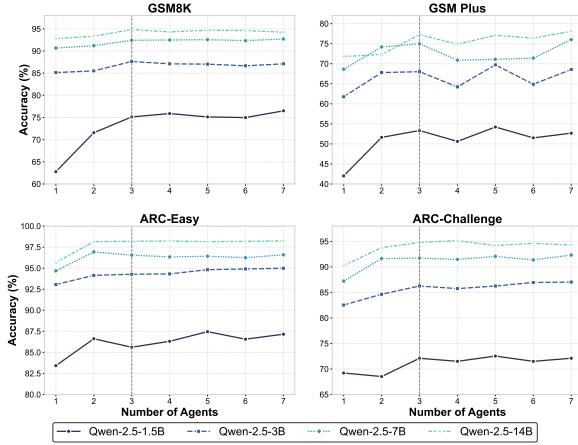 GSM8K
GSM Plus
Accuracy (%)
95
90
85
80
75
70
65
60
1 2 3 4 5 6 7
80
75
70
65
60
55
50
45
40
1 2 3 4 5 6 7
ARC-Easy
ARC-Challenge
Accuracy (%)
100.0
97.5
95.0
92.5
90.0
87.5
85.0
82.5
80.0
1 2 3 4 5 6 7
Number of Agents
95
90
85
80
75
70
65
1 2 3 4 5 6 7
Number of Agents
Qwen-2.5-1.5B Qwen-2.5-3B Qwen-2.5-7B Qwen-2.5-14B